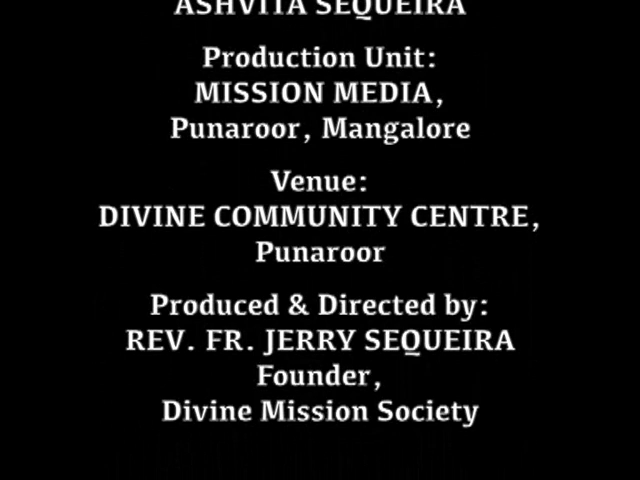 ASHVITA SEQUEIRA
Production Unit:
MISSION MEDIA,
Punaroor, Mangalore
Venue:
DIVINE COMMUNITY CENTRE,
Punaroor
Produced & Directed by:
REV. FR. JERRY SEQUEIRA
Founder,
Divine Mission Society